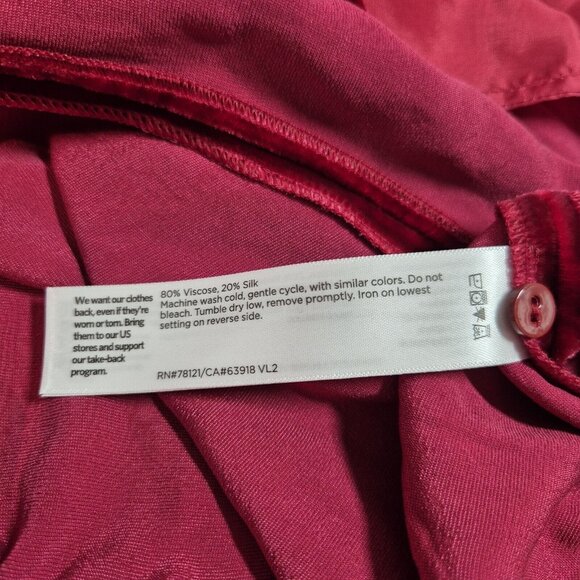 We want our clothes
back, even if they're
worn or torn. Bring
them to our US
stores and support
our take-back
program.
80% Viscose, 20% Silk
Machine wash cold, gentle cycle, with similar colors. Do not
bleach. Tumble dry low, remove promptly. Iron on lowest
setting on reverse side.
RN#78121/CA#63918 VL2